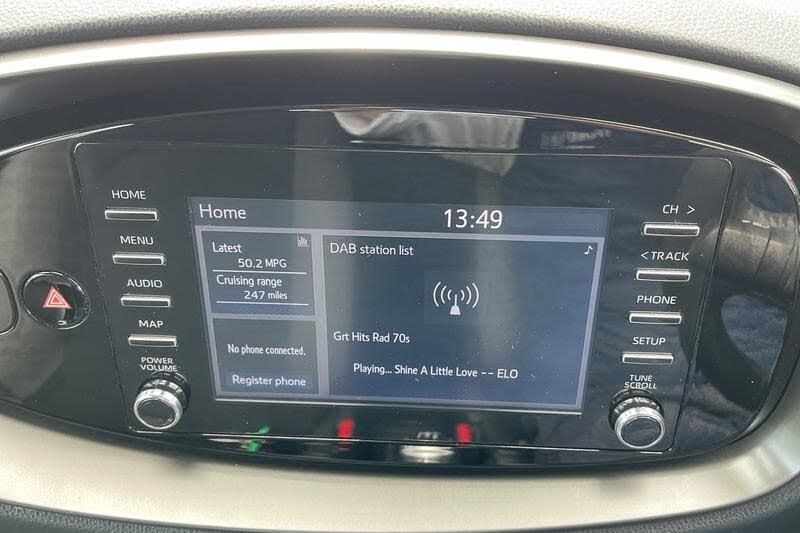 HOME
MENU
AUDIO
MAP
POWER
VOLUME
Home
13:49
Latest
50.2 MPG
Cruising range
247 miles
No phone connected.
Register phone
DAB station list
Grt Hits Rad 70s
Playing... Shine A Little Love -- ELO
CH >
< TRACK
PHONE
SETUP
TUNE
SCROLL